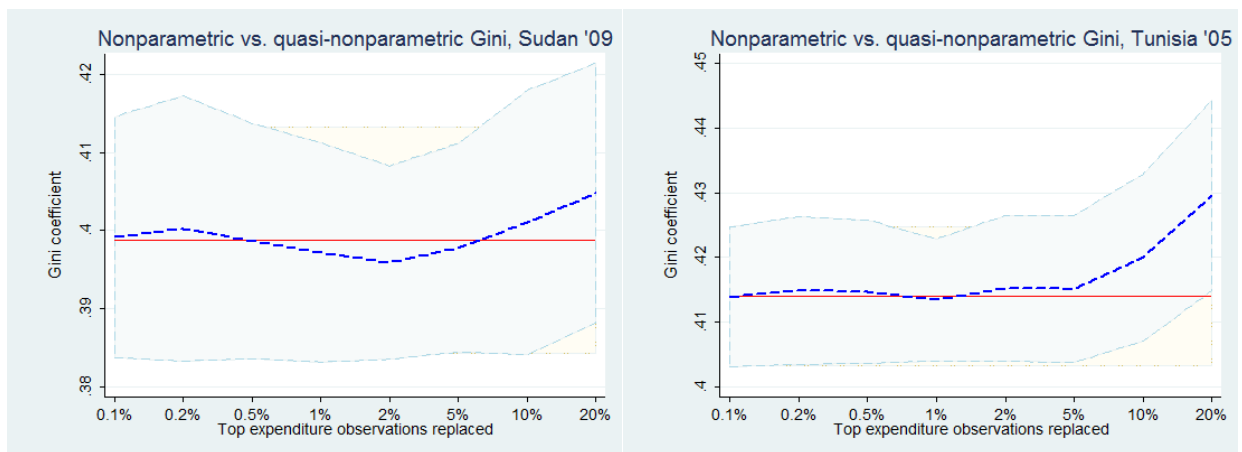 Nonparametric vs. quasi-nonparametric Gini, Sudan '09
.42
.41
.4
.39
.38
Gini coefficient
0.1% 0.2% 0.5% 1% 2% 5% 10% 20%
Top expenditure observations replaced
Nonparametric vs. quasi-nonparametric Gini, Tunisia '05
.45
.44
.43
.42
.41
.4
Gini coefficient
0.1% 0.2% 0.5% 1% 2% 5% 10% 20%
Top expenditure observations replaced